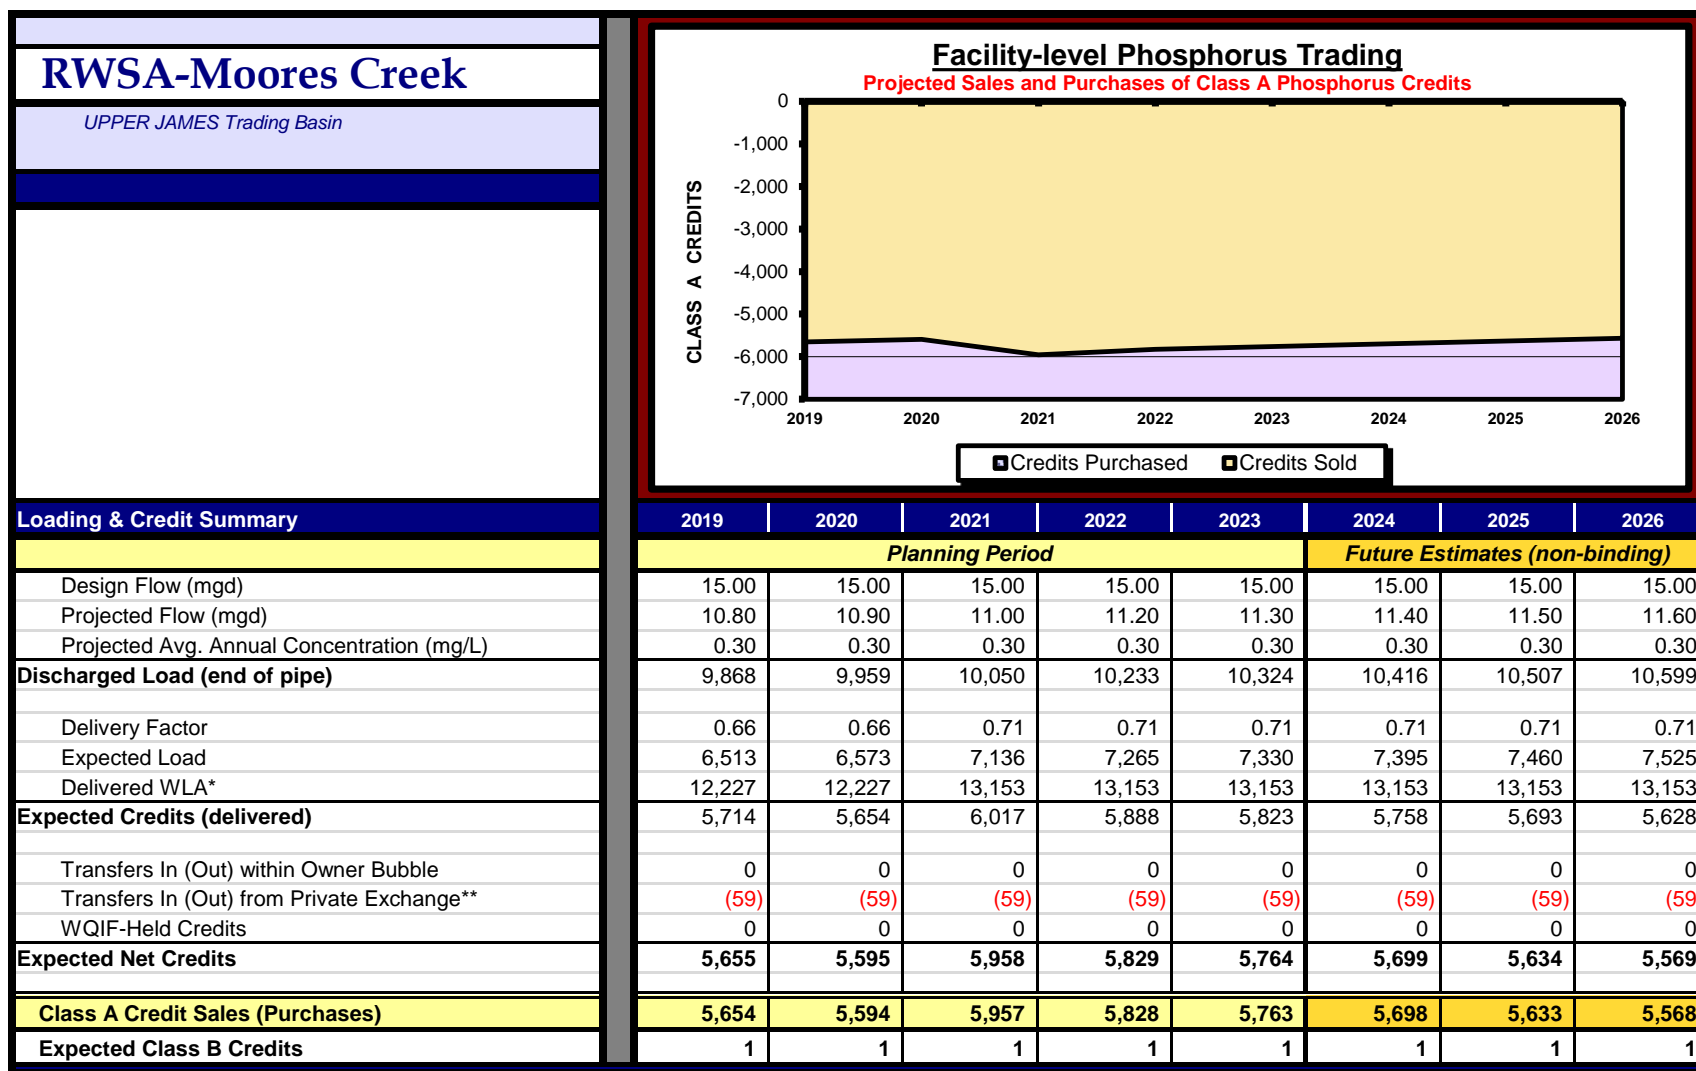 RWSA-Moores Creek
UPPER JAMES Trading Basin
Facility-level Phosphorus Trading
Projected Sales and Purchases of Class A Phosphorus Credits
CLASS A CREDITS
0
-1,000
-2,000
-3,000
-4,000
-5,000
-6,000
-7,000
2019 2020 2021 2022 2023 2024 2025 2026
Credits Purchased Credits Sold
Loading & Credit Summary 2019 2020 2021 2022 2023 2024 2025 2026
Planning Period Future Estimates (non-binding)
Design Flow (mgd) 15.00 15.00 15.00 15.00 15.00 15.00 15.00 15.00
Projected Flow (mgd) 10.80 10.90 11.00 11.20 11.30 11.40 11.50 11.60
Projected Avg. Annual Concentration (mg/L) 0.30 0.30 0.30 0.30 0.30 0.30 0.30 0.30
Discharged Load (end of pipe) 9,868 9,959 10,050 10,233 10,324 10,416 10,507 10,599
Delivery Factor 0.66 0.66 0.71 0.71 0.71 0.71 0.71 0.71
Expected Load 6,513 6,573 7,136 7,265 7,330 7,395 7,460 7,525
Delivered WLA* 12,227 12,227 13,153 13,153 13,153 13,153 13,153 13,153
Expected Credits (delivered) 5,714 5,654 6,017 5,888 5,823 5,758 5,693 5,628
Transfers In (Out) within Owner Bubble 0 0 0 0 0 0 0 0
Transfers In (Out) from Private Exchange** (59) (59) (59) (59) (59) (59) (59) (59
WQIF-Held Credits 0 0 0 0 0 0 0 0
Expected Net Credits 5,655 5,595 5,958 5,829 5,764 5,699 5,634 5,569
Class A Credit Sales (Purchases) 5,654 5,594 5,957 5,828 5,763 5,698 5,633 5,568
Expected Class B Credits 1 1 1 1 1 1 1 1